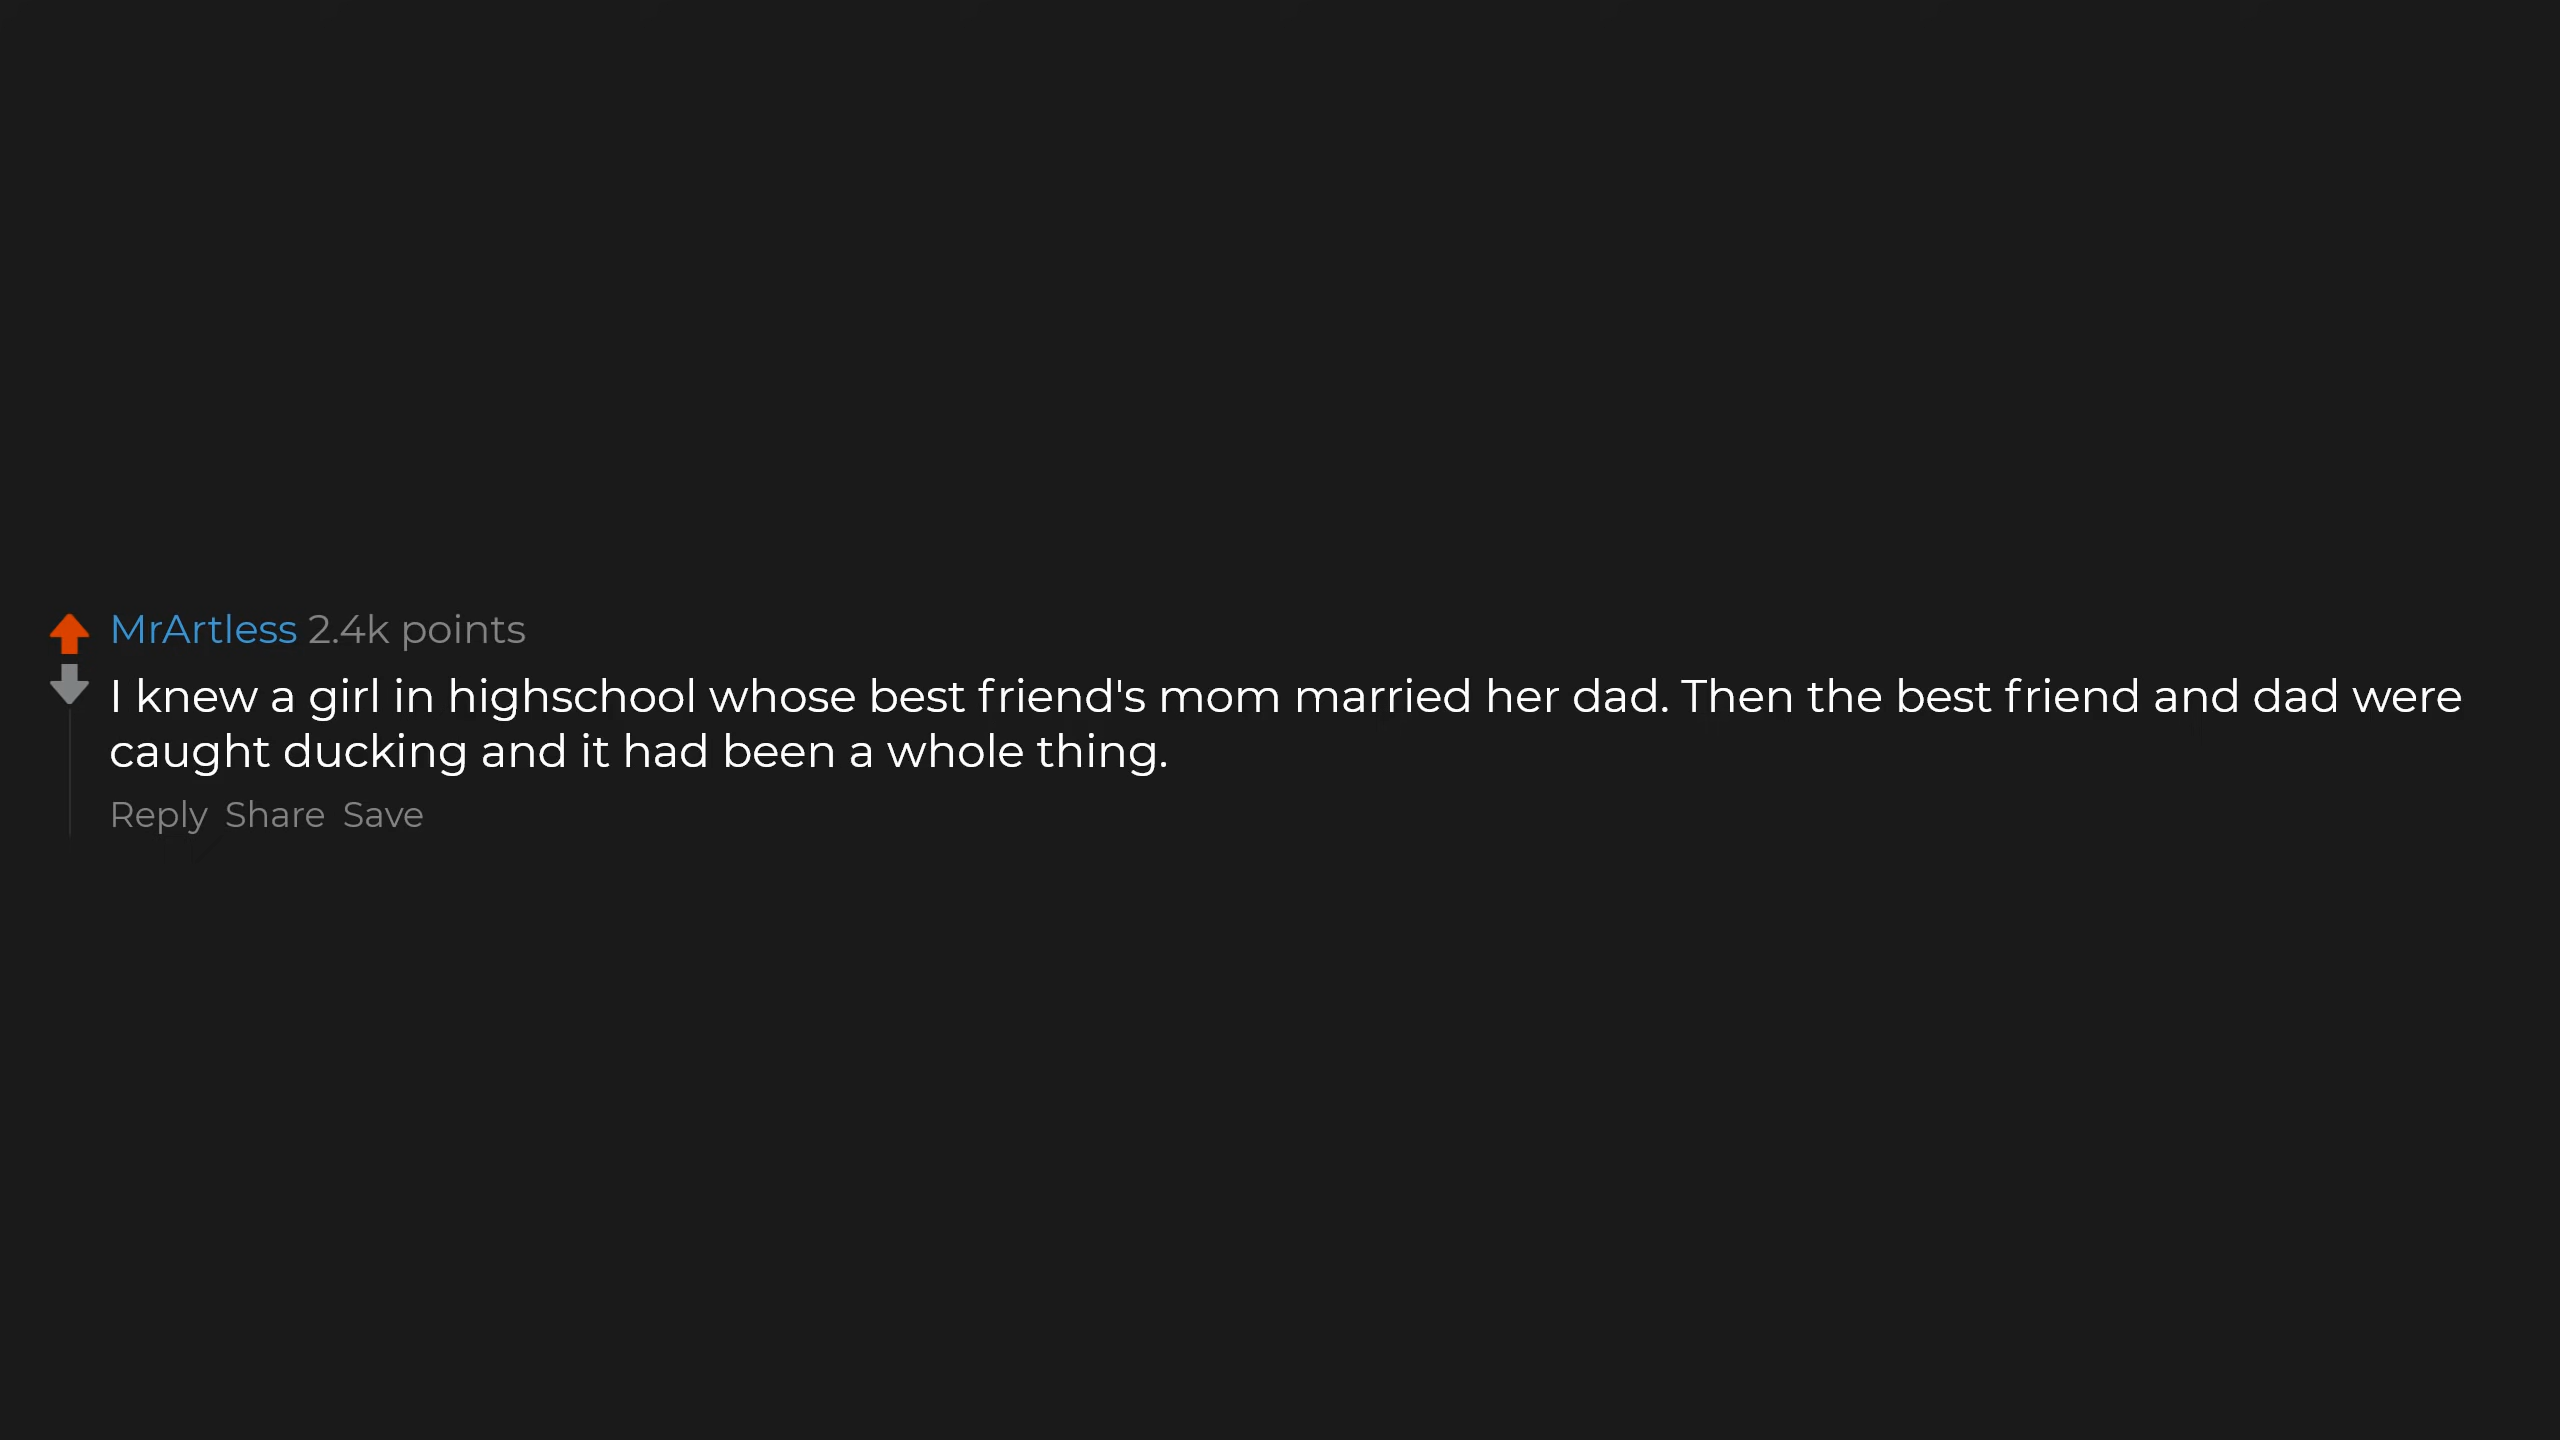 MrArtless 2.4k points
I knew a girl in highschool whose best friend's mom married her dad. Then the best friend and dad were
caught ducking and it had been a whole thing.
Reply Share Save